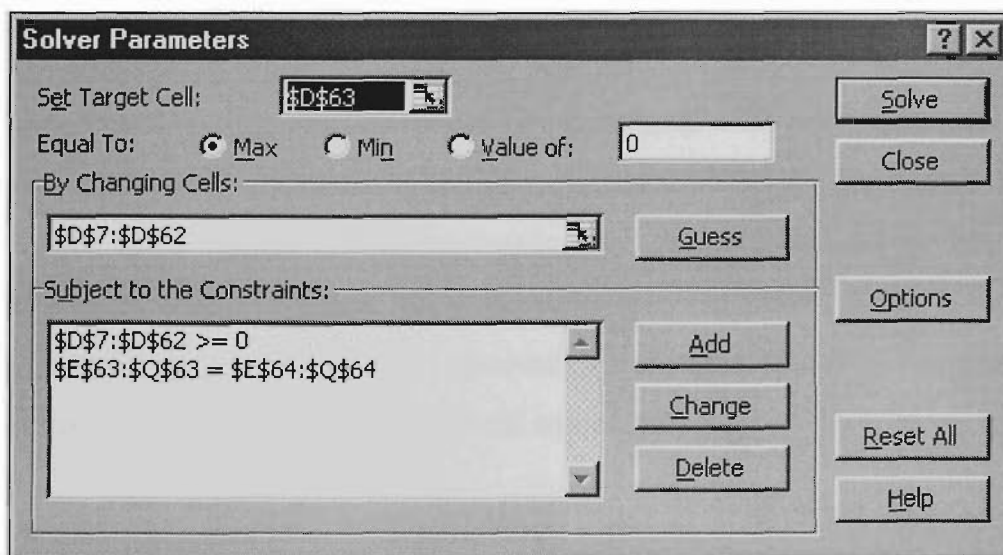 Solver Parameters ?
Set Target Cell: $D$63 Solve
Equal To: Max Min Value of: 0 Close
By Changing Cells:
$D$7:$D$62 Guess
Subject to the Constraints: Options
$D$7:$D$62 >= 0 Add
$E$63:$Q$63 = $E$64:$Q$64
Change
Reset All
Delete
Help